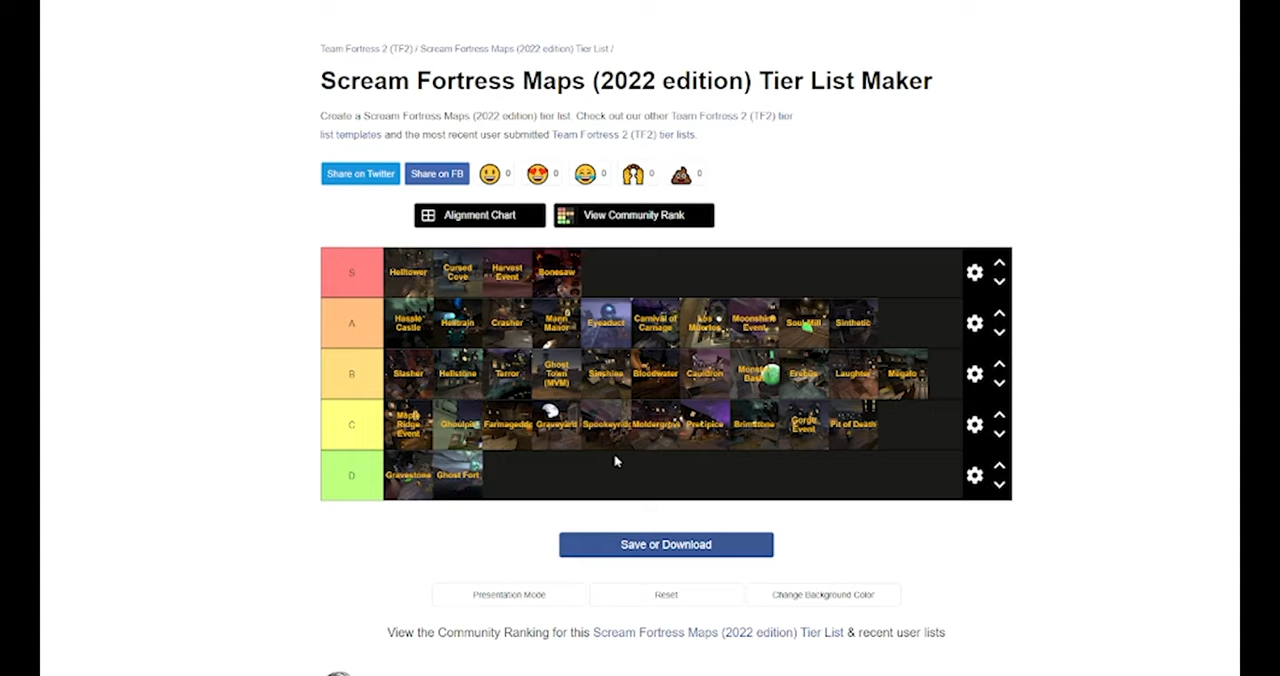 Team Fortress 2 (TF2) / Scream Fortress Maps (2022 edition) Tier List /
Scream Fortress Maps (2022 edition) Tier List Maker
Create a Scream Fortress Maps (2022 edition) tier list. Check out our other Team Fortress 2 (TF2) tier
list templates and the most recent user submitted Team Fortress 2 (TF2) tier lists.
Share on Twitter Share on FB 0 0 0 0 0
Alignment Chart View Community Rank
S Helltower Cursed Cove Harvest Event Bonesaw
A Hassle Castle Helltrain Crasher Mann Manor Eyeaduct Carnival of Carnage Los Muertos Moonshine Event Soul-Mill Sinthetic
B Slasher Hellstone Terror Ghost Town (MVM) Sinshine Bloodwater Cauldron Erebus Laughter Megalo
C Maple Ridge Event Ghoulpit Graveyard Moldergrove Precipice Brimstone Gorge Event Pit of Death
D Gravestone Ghost Fort
Save or Download
Presentation Mode Reset Change Background Color
View the Community Ranking for this Scream Fortress Maps (2022 edition) Tier List & recent user lists